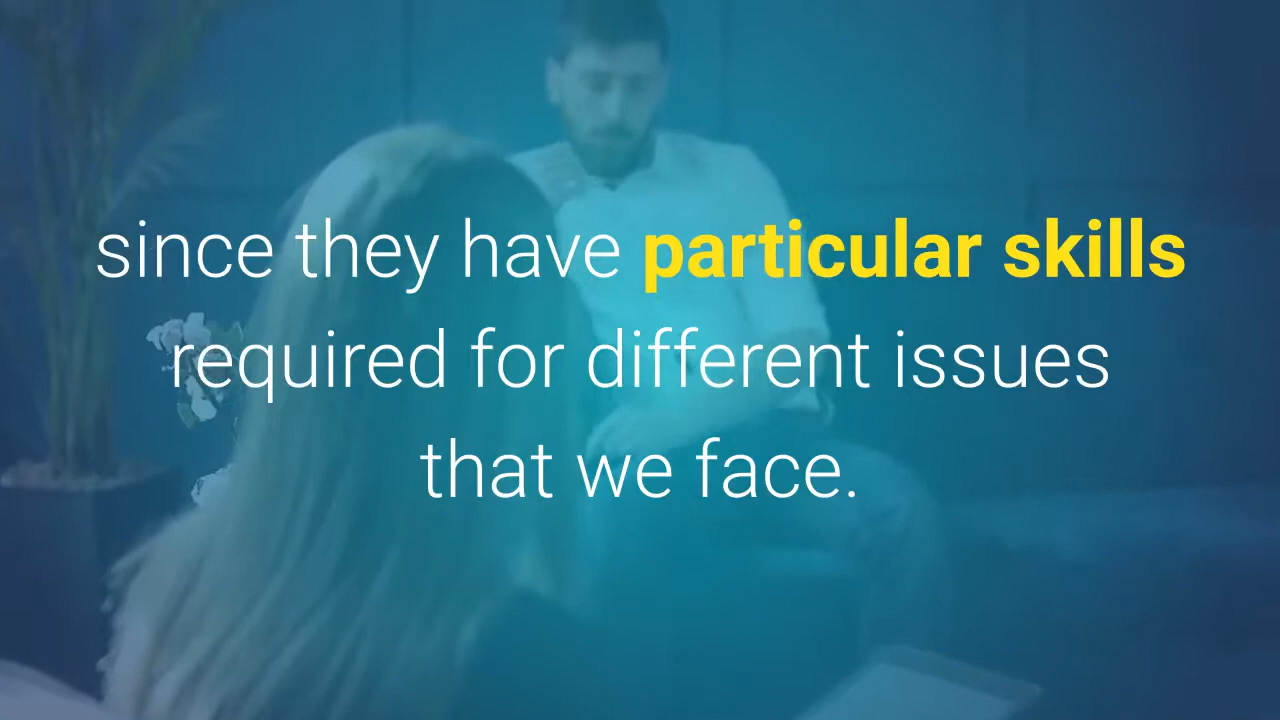 since they have particular skills
required for different issues
that we face.